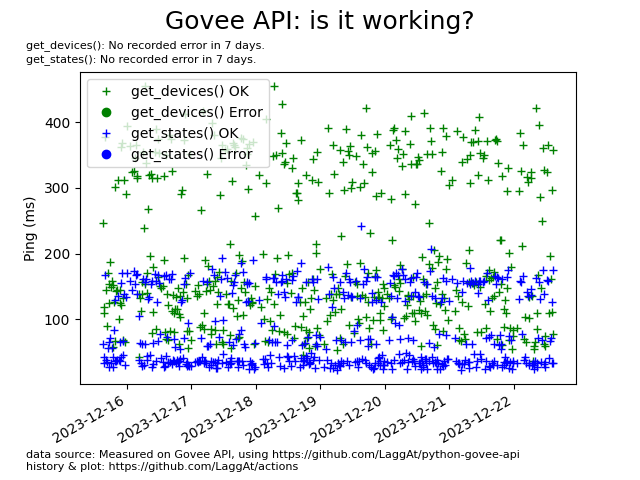 Govee API: is it working?
get_devices(): No recorded error in 7 days.
get_states(): No recorded error in 7 days.
get_devices() OK
get_devices() Error
get_states() OK
get_states() Error
400
300
200
100
Ping (ms)
2023-12-16
2023-12-17
2023-12-18
2023-12-19
2023-12-20
2023-12-21
2023-12-22
data source: Measured on Govee API, using https://github.com/LaggAt/python-govee-api
history & plot: https://github.com/LaggAt/actions